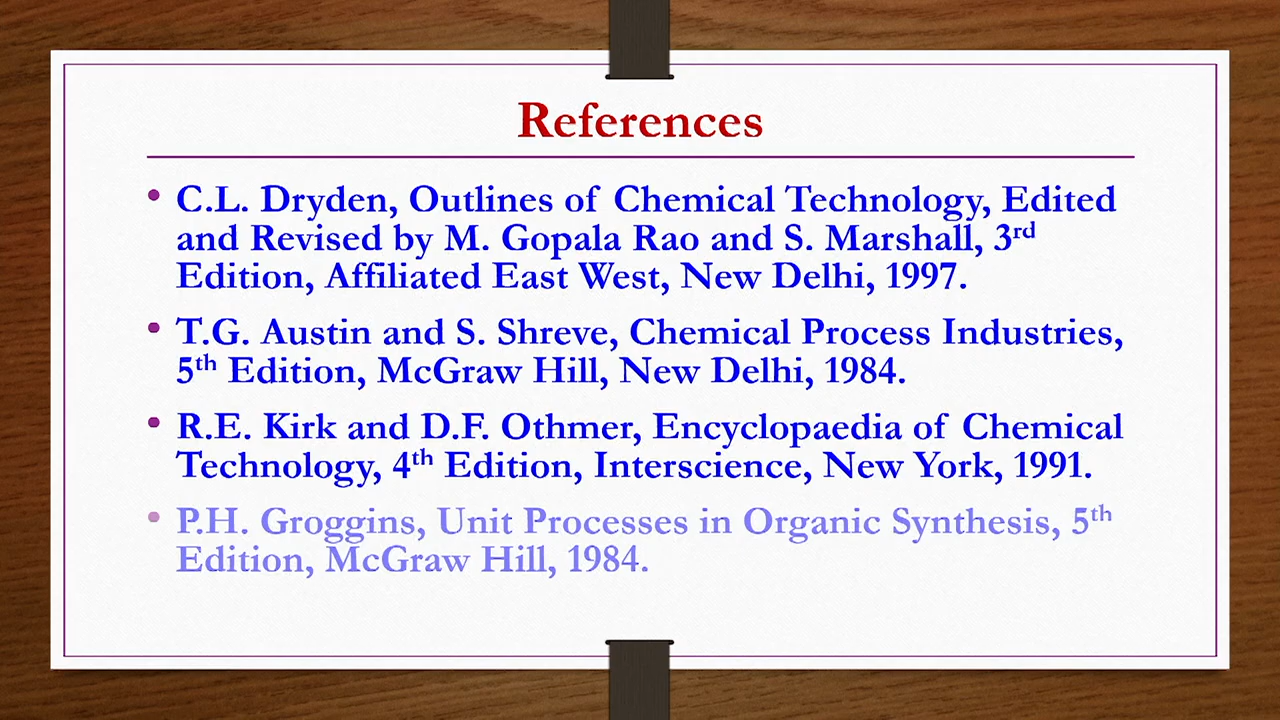 References
• C.L. Dryden, Outlines of Chemical Technology, Edited
and Revised by M. Gopala Rao and S. Marshall, 3rd
Edition, Affiliated East West, New Delhi, 1997.
• T.G. Austin and S. Shreve, Chemical Process Industries,
5th Edition, McGraw Hill, New Delhi, 1984.
• R.E. Kirk and D.F. Othmer, Encyclopaedia of Chemical
Technology, 4th Edition, Interscience, New York, 1991.
• P.H. Groggins, Unit Processes in Organic Synthesis, 5th
Edition, McGraw Hill, 1984.